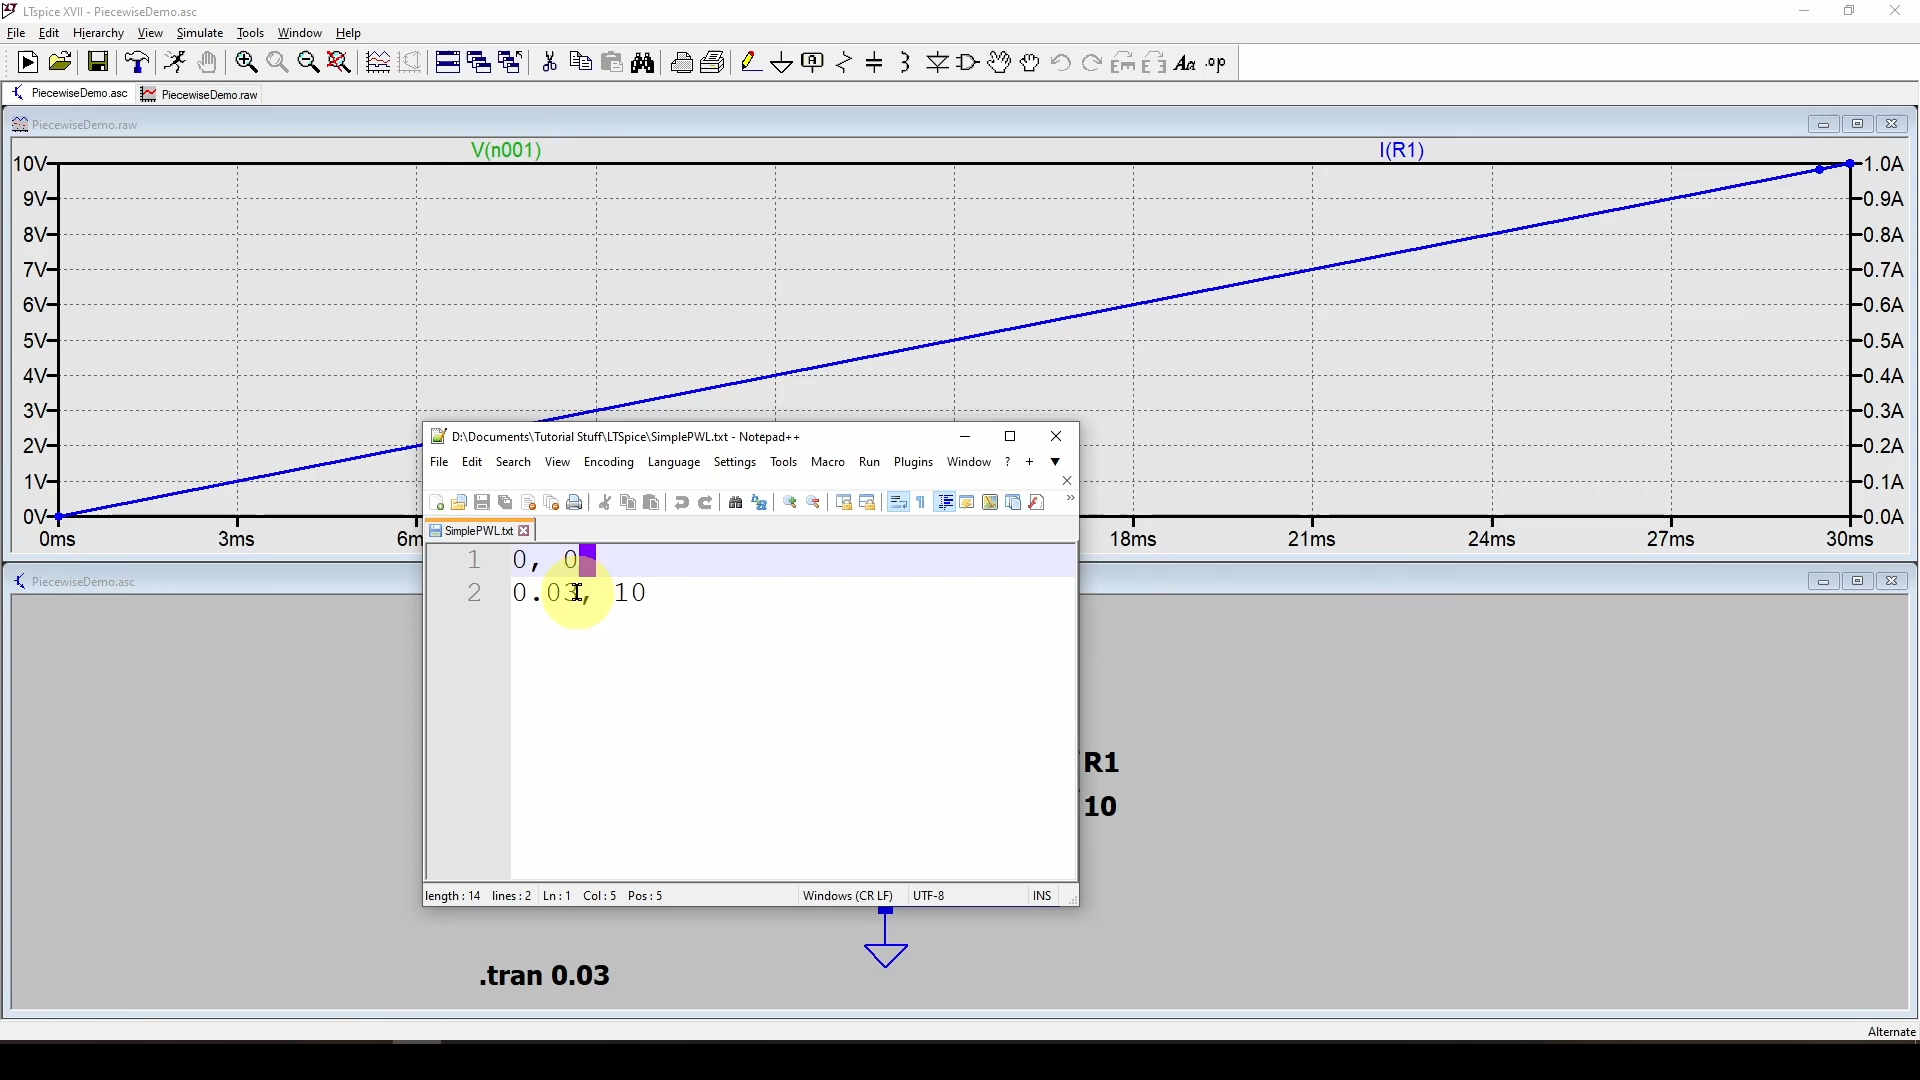 LTspice XVII - PiecewiseDemo.asc
File Edit Hierarchy View Simulate Tools Window Help
PiecewiseDemo.asc PiecewiseDemo.raw
PiecewiseDemo.raw
V(n001) I(R1)
10V 1.0A
9V 0.9A
8V 0.8A
7V 0.7A
6V 0.6A
5V 0.5A
4V 0.4A
3V 0.3A
2V 0.2A
1V 0.1A
0V 0.0A
0ms 3ms 6m 18ms 21ms 24ms 27ms 30ms
D:\Documents\Tutorial Stuff\LTSpice\SimplePWL.txt - Notepad++
File Edit Search View Encoding Language Settings Tools Macro Run Plugins Window ? +
SimplePWL.txt
1 0, 0
2 0.03, 10
length : 14 lines : 2 Ln : 1 Col : 5 Pos : 5 Windows (CR LF) UTF-8 INS
PiecewiseDemo.asc
R1
10
.tran 0.03
Alternate